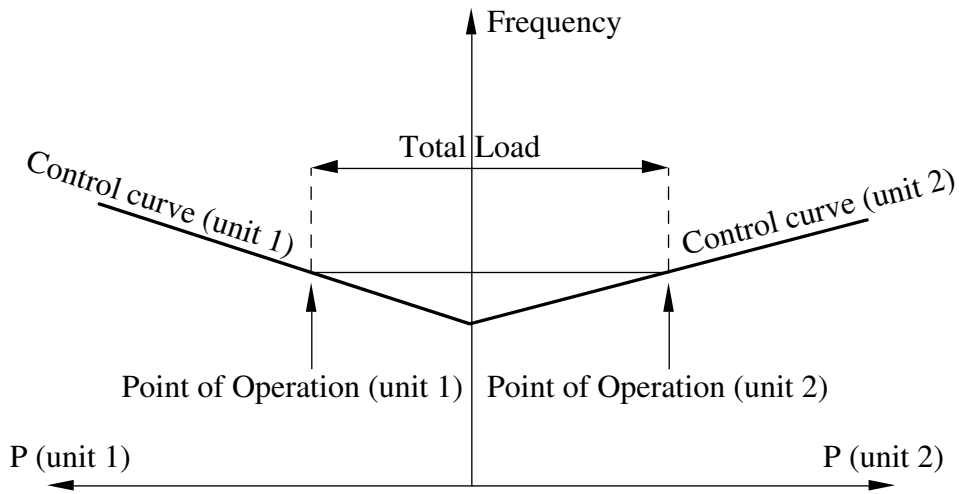 Frequency
Total Load
Control curve (unit 1)
Control curve (unit 2)
Point of Operation (unit 1)
Point of Operation (unit 2)
P (unit 1)
P (unit 2)